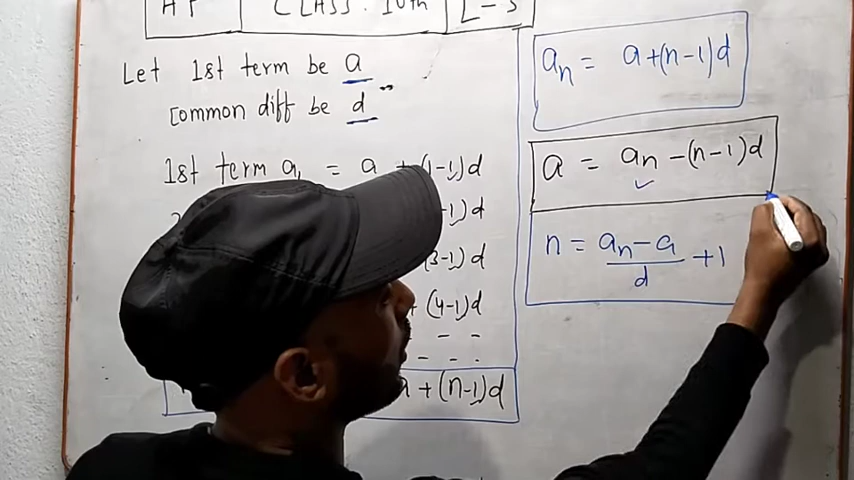 AP CLASS. 10th L-3
Let 1st term be a
Common diff be d
1st term a₁ = a + (1-1)d
-1)d
(3-1)d
+ (4-1)d
- -
- - -
a + (n-1)d
aₙ = a+(n-1)d
a = aₙ -(n-1)d
n = (aₙ - a)/d +1